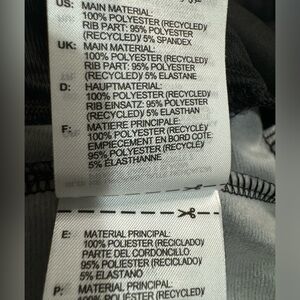 US: MAIN MATERIAL:
100% POLYESTER (RECYCLED)/
RIB PART: 95% POLYESTER
(RECYCLED)/ 5% SPANDEX
UK: MAIN MATERIAL:
100% POLYESTER (RECYCLED)/
RIB PART: 95% POLYESTER
(RECYCLED)/ 5% ELASTANE
D: HAUPTMATERIAL:
100% POLYESTER (RECYCLED)/
RIB EINSATZ: 95% POLYESTER
(RECYCLED)/ 5% ELASTHAN
F: MATIERE PRINCIPALE:
100% POLYESTER (RECYCLE)/
EMPIECEMENT EN BORD COTE:
95% POLYESTER (RECYCLE)/
5% ELASTHANNE
E: MATERIAL PRINCIPAL:
100% POLIESTER (RECICLADO)/
PARTE DEL CORDONCILLO:
95% POLIESTER (RECICLADO)/
5% ELASTANO
P: MATERIAL PRINCIPAL:
100% POLIESTER